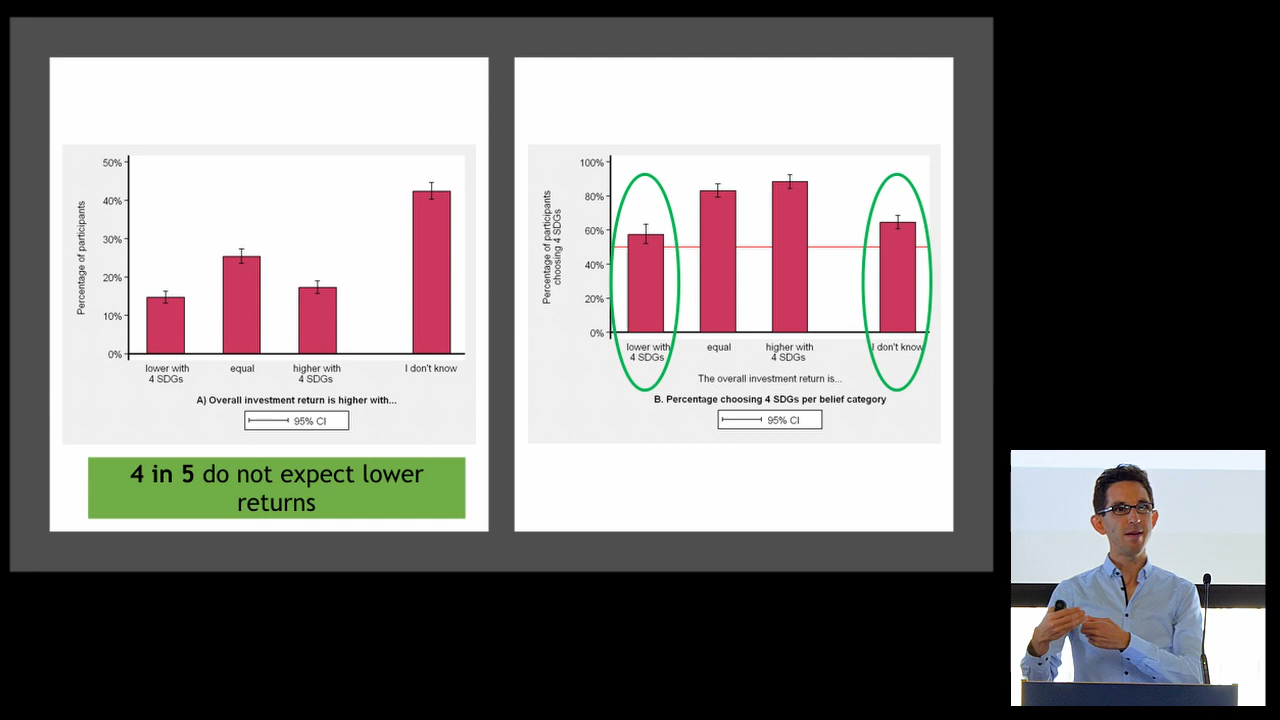 50%
40%
30%
20%
10%
0%
Percentage of participants
lower with
4 SDGs
equal
higher with
4 SDGs
I don't know
A) Overall investment return is higher with...
95% CI
4 in 5 do not expect lower
returns
100%
80%
60%
40%
20%
0%
Percentage of participants
choosing 4 SDGs
lower with
4 SDGs
equal
higher with
4 SDGs
I don't know
The overall investment return is...
B. Percentage choosing 4 SDGs per belief category
95% CI